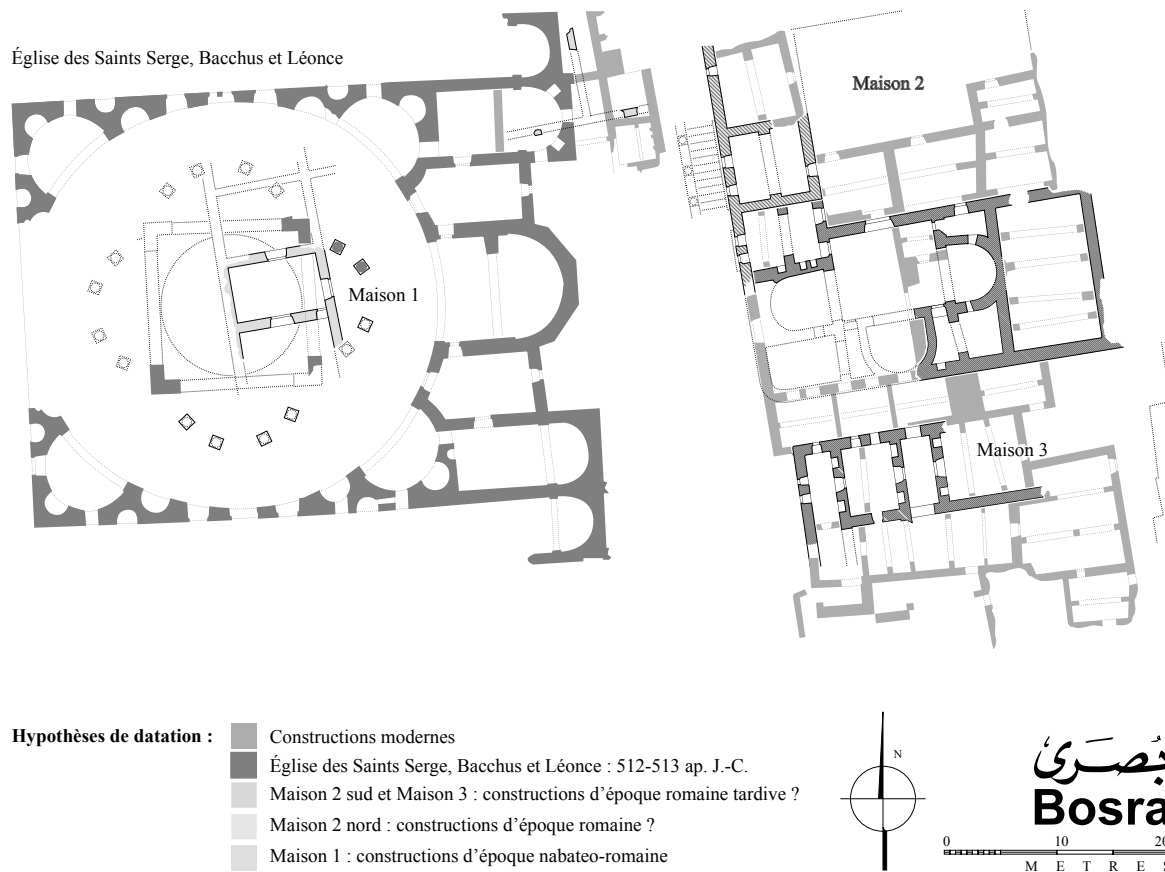 Église des Saints Serge, Bacchus et Léonce
Maison 2
Maison 1
Maison 3
Hypothèses de datation :
Constructions modernes
Église des Saints Serge, Bacchus et Léonce : 512-513 ap. J.-C.
Maison 2 sud et Maison 3 : constructions d'époque romaine tardive ?
Maison 2 nord : constructions d'époque romaine ?
Maison 1 : constructions d'époque nabateo-romaine
N
بُصرَى
Bosra
0 10 20
M E T R E S